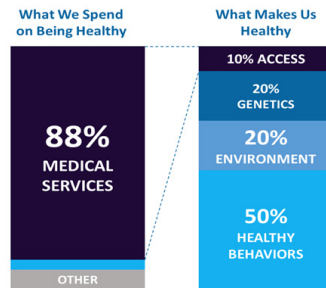 What We Spend
on Being Healthy
88%
MEDICAL
SERVICES
OTHER
What Makes Us
Healthy
10% ACCESS
20%
GENETICS
20%
ENVIRONMENT
50%
HEALTHY
BEHAVIORS